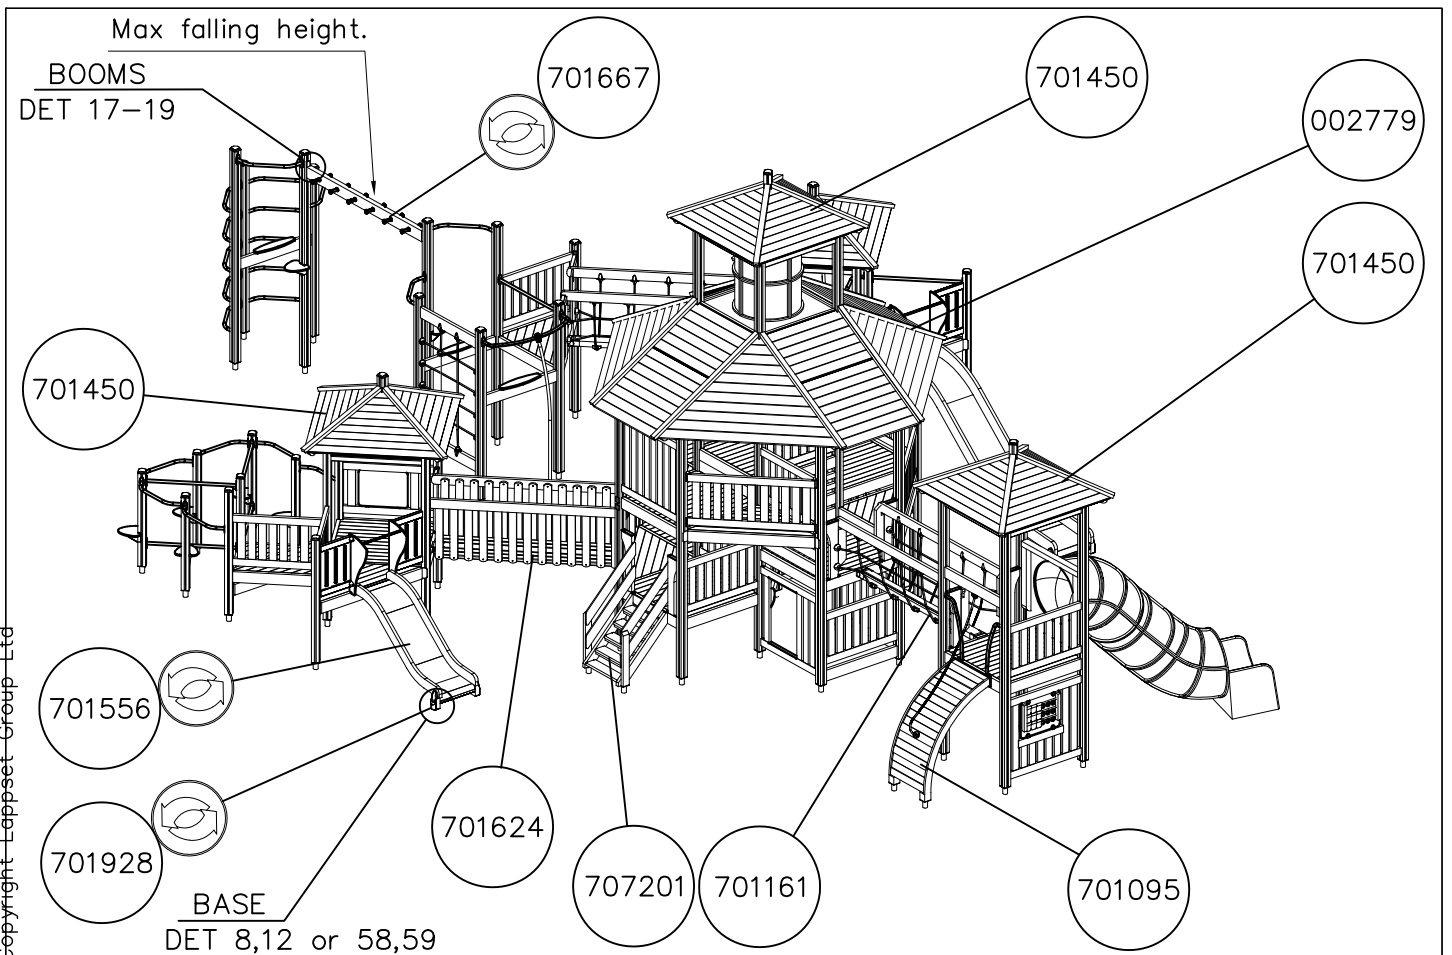 Max falling height.
BOOMS
DET 17-19
701667
701450
002779
701450
701450
701556
701928
701624
707201
701161
701095
BASE
DET 8,12 or 58,59
Copyright Lappset Group Ltd